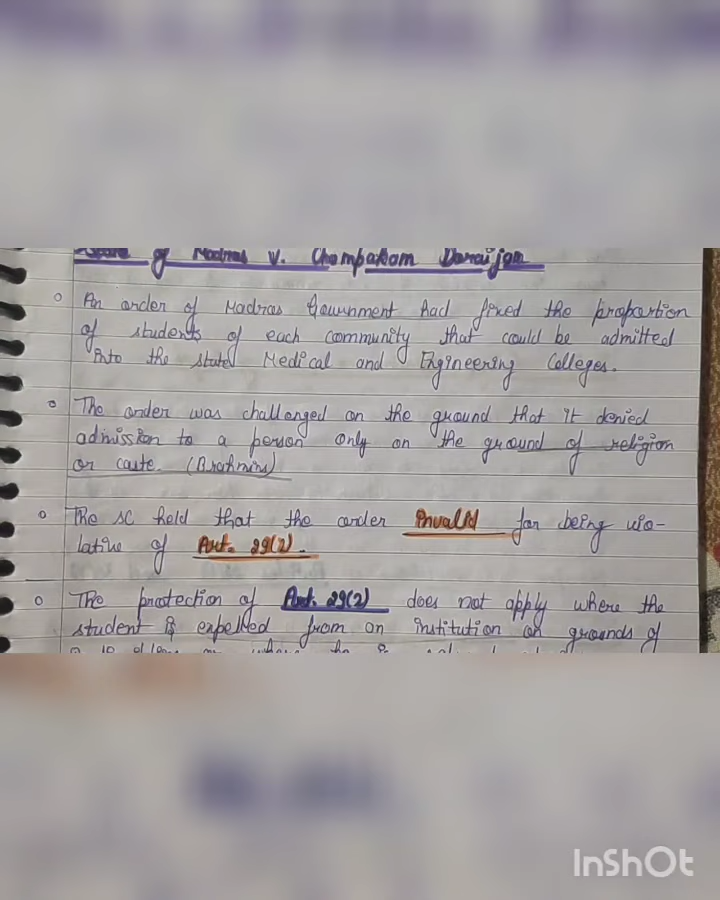 State of Madras v. Champakam Dorraijan
o An order of Madras Government had fixed the proportion
of students of each community that could be admitted
into the state Medical and Engineering Colleges.
o The order was challenged on the ground that it denied
admission to a person only on the ground of religion
or caste. (Brahmins)
o The SC held that the order invalid for being vio-
lative of Art. 29(2).
o The protection of Art. 29(2) does not apply where the
student is expelled from an institution on grounds of
InShOt